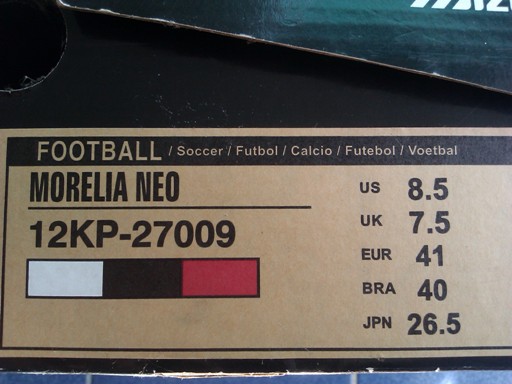 FOOTBALL / Soccer / Futbol / Calcio / Futebol / Voetbal
MORELIA NEO
12KP-27009
US 8.5
UK 7.5
EUR 41
BRA 40
JPN 26.5